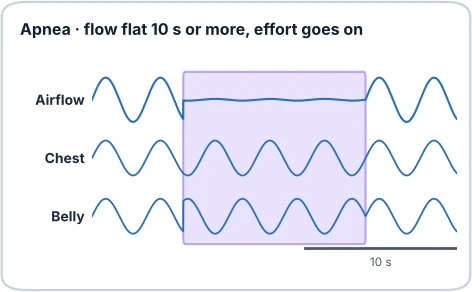 Apnea · flow flat 10 s or more, effort goes on
Airflow
Chest
Belly
10 s